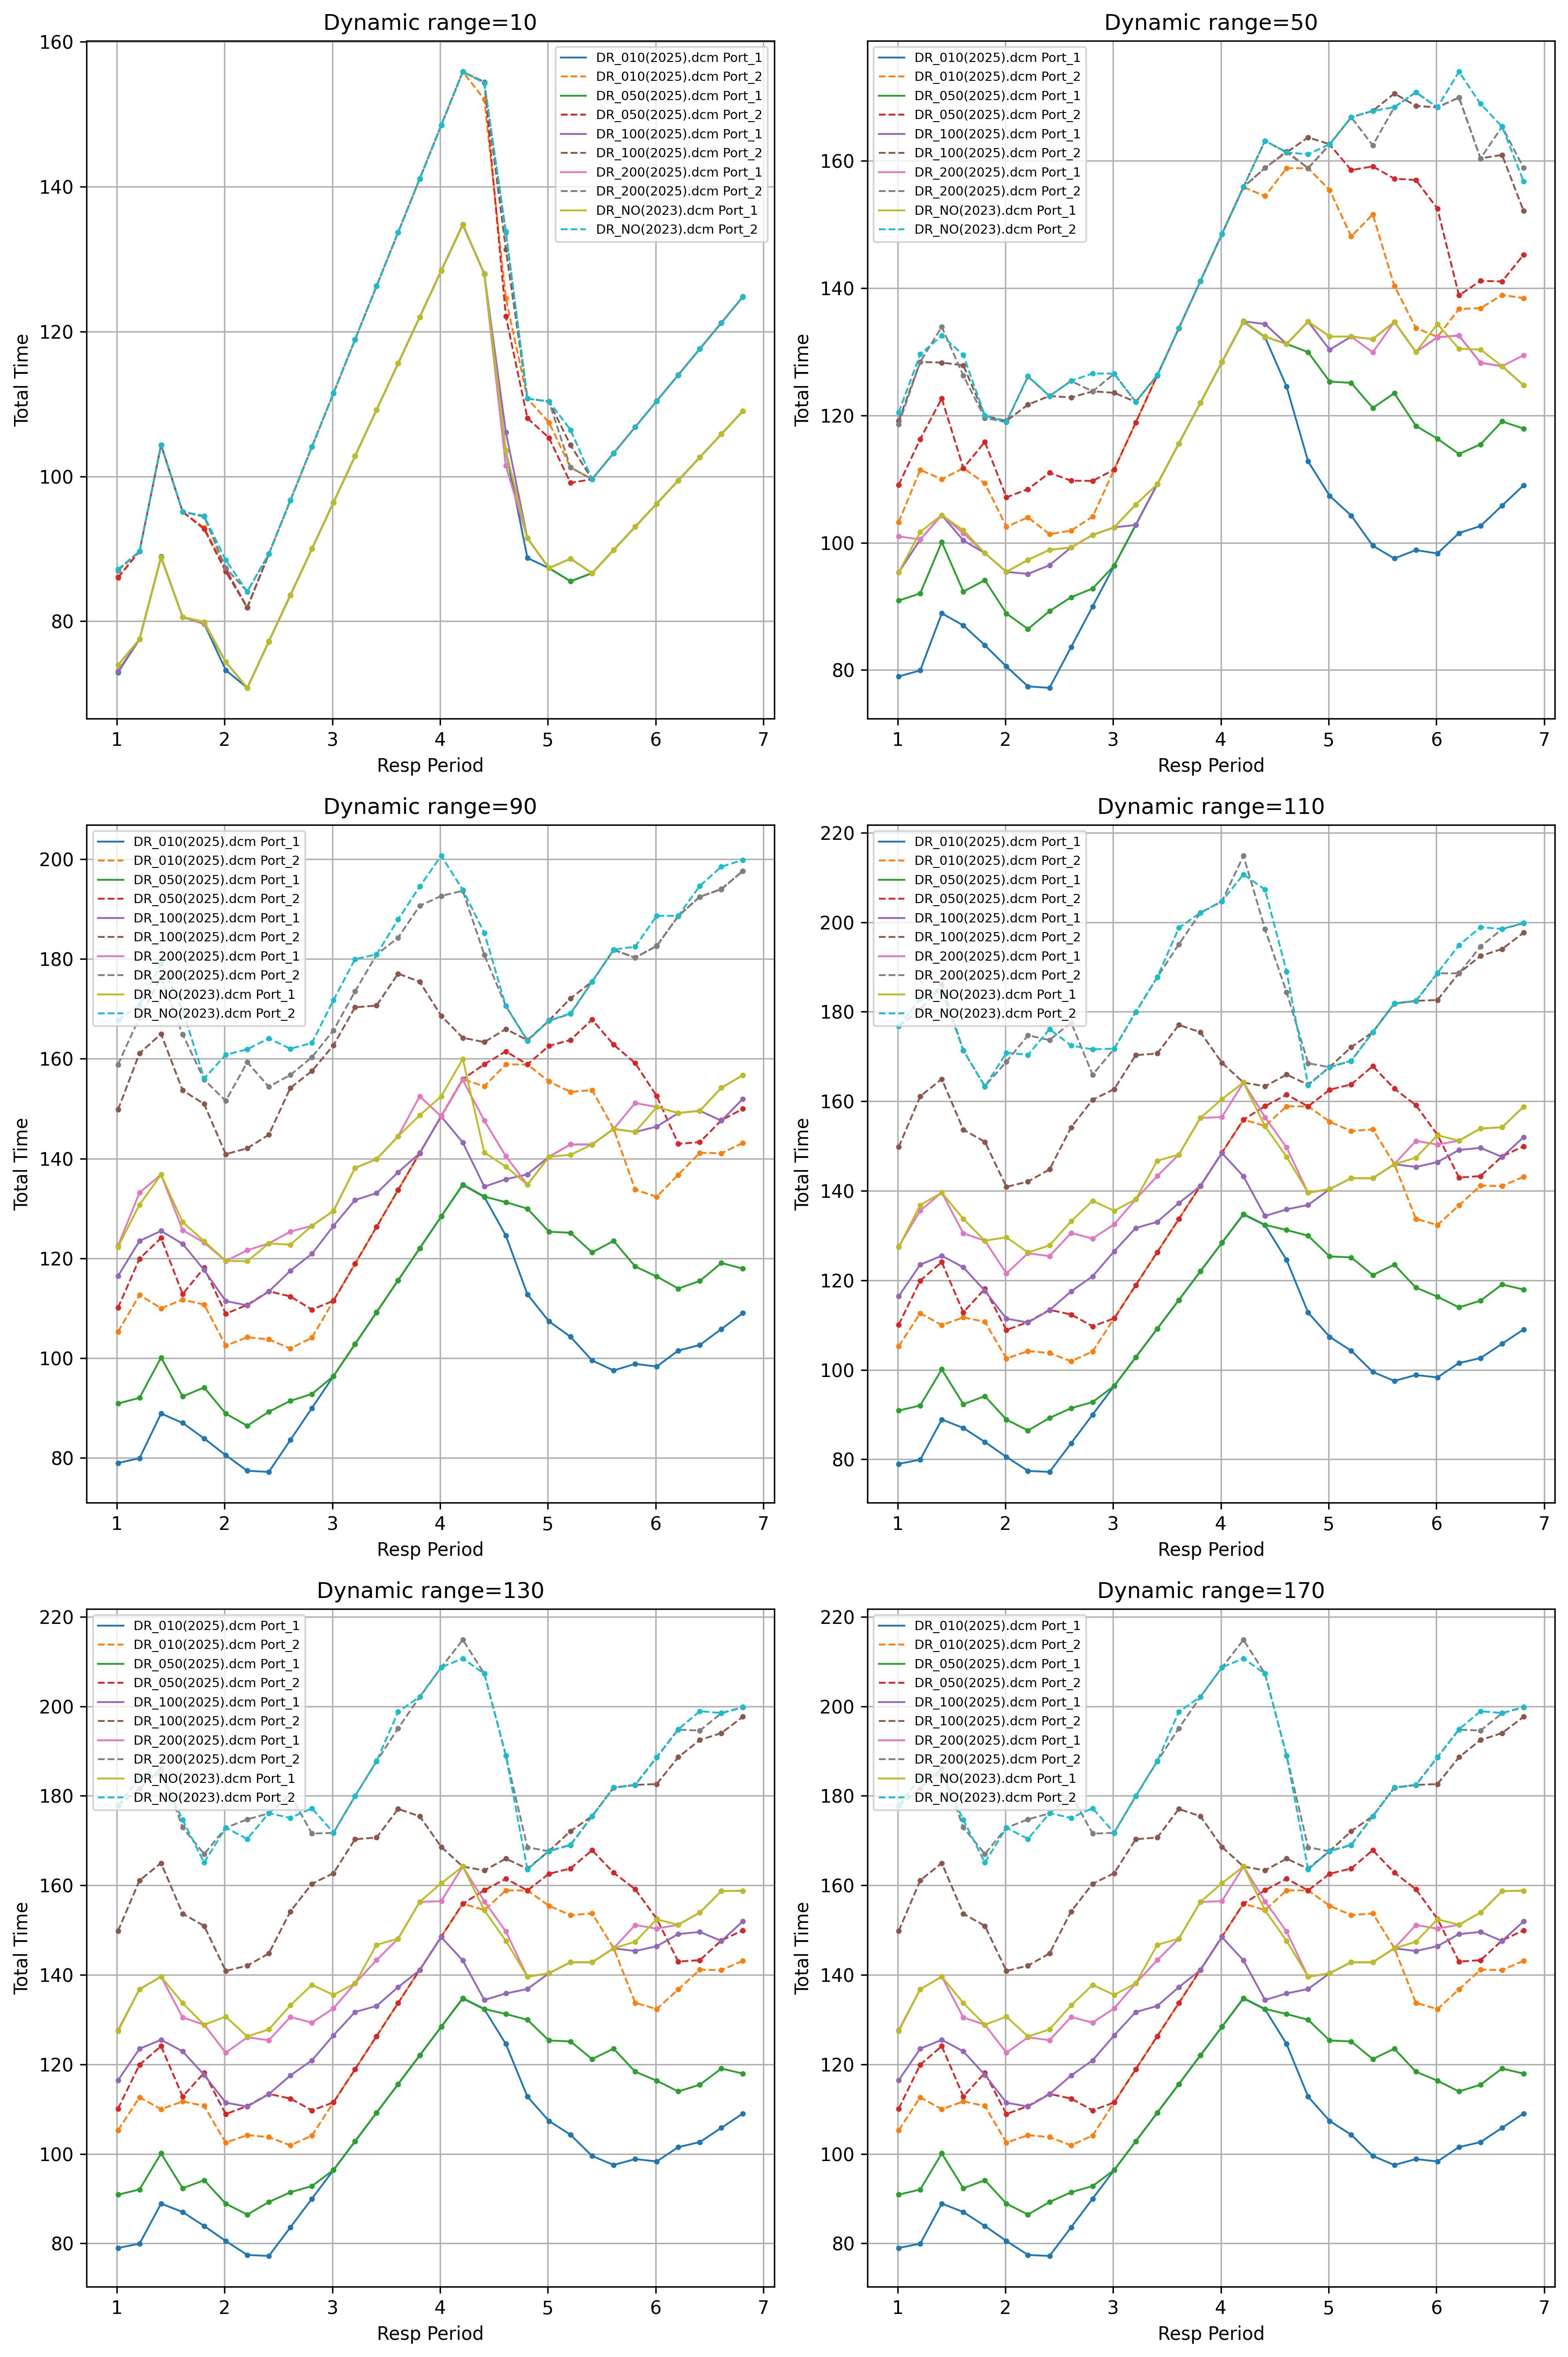 Dynamic range=10
160
140
120
100
80
Total Time
DR_010(2025).dcm Port_1
DR_010(2025).dcm Port_2
DR_050(2025).dcm Port_1
DR_050(2025).dcm Port_2
DR_100(2025).dcm Port_1
DR_100(2025).dcm Port_2
DR_200(2025).dcm Port_1
DR_200(2025).dcm Port_2
DR_NO(2023).dcm Port_1
DR_NO(2023).dcm Port_2
1 2 3 4 5 6 7
Resp Period
Dynamic range=50
160
140
120
100
80
Total Time
DR_010(2025).dcm Port_1
DR_010(2025).dcm Port_2
DR_050(2025).dcm Port_1
DR_050(2025).dcm Port_2
DR_100(2025).dcm Port_1
DR_100(2025).dcm Port_2
DR_200(2025).dcm Port_1
DR_200(2025).dcm Port_2
DR_NO(2023).dcm Port_1
DR_NO(2023).dcm Port_2
1 2 3 4 5 6 7
Resp Period
Dynamic range=90
200
180
160
140
120
100
80
Total Time
DR_010(2025).dcm Port_1
DR_010(2025).dcm Port_2
DR_050(2025).dcm Port_1
DR_050(2025).dcm Port_2
DR_100(2025).dcm Port_1
DR_100(2025).dcm Port_2
DR_200(2025).dcm Port_1
DR_200(2025).dcm Port_2
DR_NO(2023).dcm Port_1
DR_NO(2023).dcm Port_2
1 2 3 4 5 6 7
Resp Period
Dynamic range=110
220
200
180
160
140
120
100
80
Total Time
DR_010(2025).dcm Port_1
DR_010(2025).dcm Port_2
DR_050(2025).dcm Port_1
DR_050(2025).dcm Port_2
DR_100(2025).dcm Port_1
DR_100(2025).dcm Port_2
DR_200(2025).dcm Port_1
DR_200(2025).dcm Port_2
DR_NO(2023).dcm Port_1
DR_NO(2023).dcm Port_2
1 2 3 4 5 6 7
Resp Period
Dynamic range=130
220
200
180
160
140
120
100
80
Total Time
DR_010(2025).dcm Port_1
DR_010(2025).dcm Port_2
DR_050(2025).dcm Port_1
DR_050(2025).dcm Port_2
DR_100(2025).dcm Port_1
DR_100(2025).dcm Port_2
DR_200(2025).dcm Port_1
DR_200(2025).dcm Port_2
DR_NO(2023).dcm Port_1
DR_NO(2023).dcm Port_2
1 2 3 4 5 6 7
Resp Period
Dynamic range=170
220
200
180
160
140
120
100
80
Total Time
DR_010(2025).dcm Port_1
DR_010(2025).dcm Port_2
DR_050(2025).dcm Port_1
DR_050(2025).dcm Port_2
DR_100(2025).dcm Port_1
DR_100(2025).dcm Port_2
DR_200(2025).dcm Port_1
DR_200(2025).dcm Port_2
DR_NO(2023).dcm Port_1
DR_NO(2023).dcm Port_2
1 2 3 4 5 6 7
Resp Period